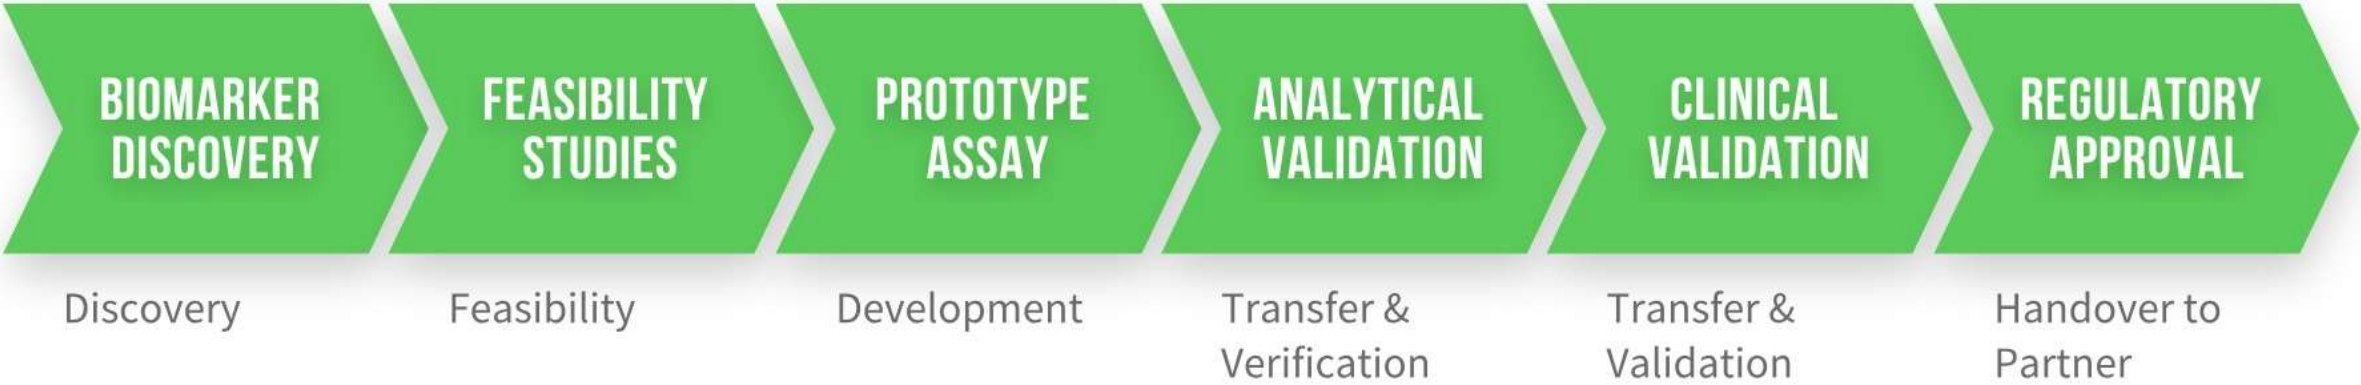 BIOMARKER
DISCOVERY
FEASIBILITY
STUDIES
PROTOTYPE
ASSAY
ANALYTICAL
VALIDATION
CLINICAL
VALIDATION
REGULATORY
APPROVAL
Discovery
Feasibility
Development
Transfer &
Verification
Transfer &
Validation
Handover to
Partner